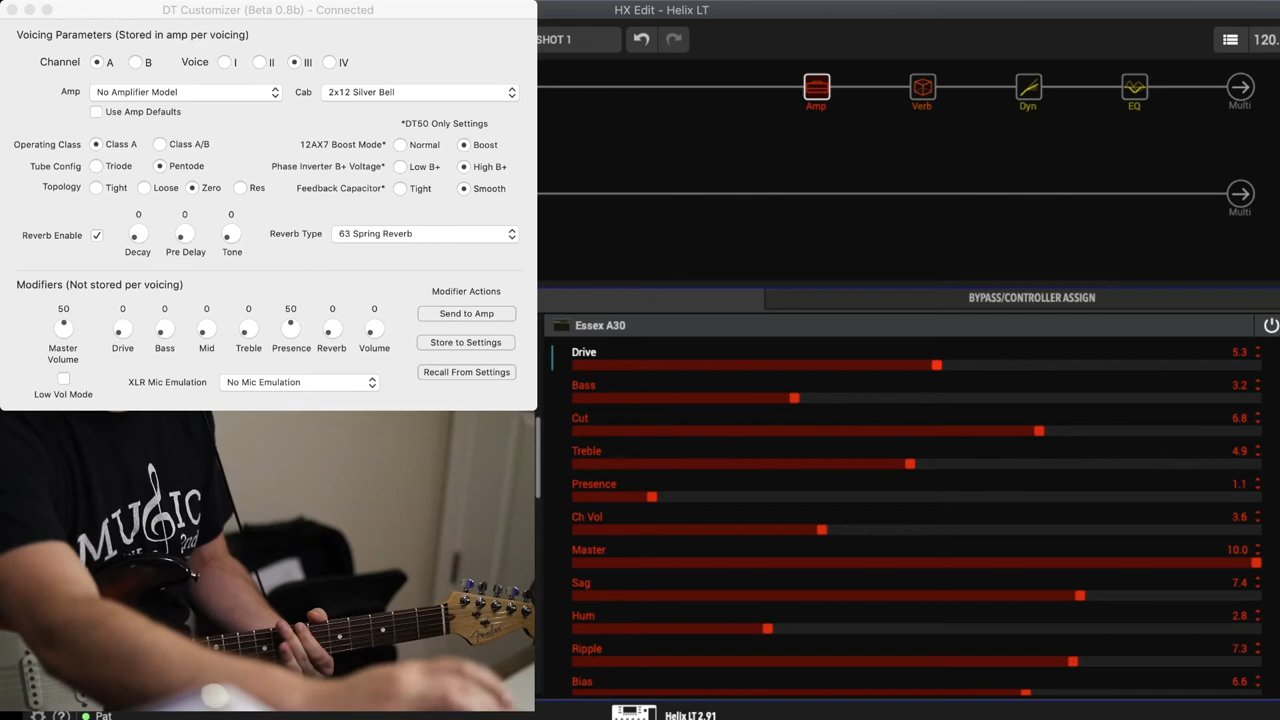 DT Customizer (Beta 0.8b) - Connected
Voicing Parameters (Stored in amp per voicing)
Channel A B Voice I II III IV
Amp No Amplifier Model Cab 2x12 Silver Bell
Use Amp Defaults
*DT50 Only Settings
Operating Class Class A Class A/B 12AX7 Boost Mode* Normal Boost
Tube Config Triode Pentode Phase Inverter B+ Voltage* Low B+ High B+
Topology Tight Loose Zero Res Feedback Capacitor* Tight Smooth
0 0 0
Reverb Enable Reverb Type 63 Spring Reverb
Decay Pre Delay Tone
Modifiers (Not stored per voicing)
Modifier Actions
50 0 0 0 0 50 0 0
Send to Amp
Master Volume Drive Bass Mid Treble Presence Reverb Volume
Store to Settings
Recall From Settings
XLR Mic Emulation No Mic Emulation
Low Vol Mode
HX Edit - Helix LT
SHOT 1
120.
Amp Verb Dyn EQ Multi
Multi
BYPASS/CONTROLLER ASSIGN
Essex A30
Drive 5.3
Bass 3.2
Cut 6.8
Treble 4.9
Presence 1.1
Ch Vol 3.6
Master 10.0
Sag 7.4
Hum 2.8
Ripple 7.3
Bias 6.6
MUSIC
Fender
Pat
Helix LT 2.91